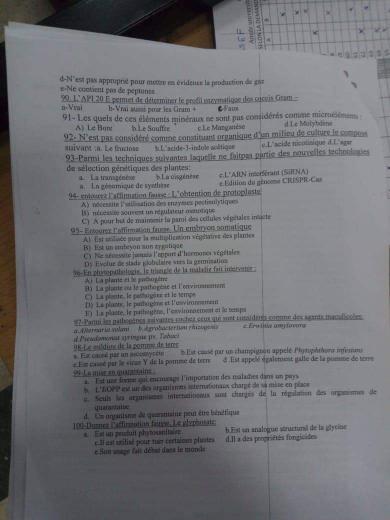 d-N'est pas approprié pour mettre en évidence la production de gaz
e-Ne contient pas de peptones
90. L'API 20 E permet de déterminer le profil enzymatique des coccis Gram –
a-Vrai b-Vrai aussi pour les Gram + C-Faux
91- Les quels de ces éléments minéraux ne sont pas considérés comme microéléments :
A) Le Bore b.Le Souffre c.Le Manganèse d.Le Molybdène
92- N'est pas considéré comme constituant organique d'un milieu de culture le composé
suivant :a. Le fructose b.L'acide-3-indole acétique c.L'acide nicotinique d.L'agar
93-Parmi les techniques suivantes laquelle ne faitpas partie des nouvelles technologies
de sélection génétiques des plantes:
a. La transgénèse b.La cisgénèse c.L'ARN interférant (SiRNA)
a. La génomique de synthèse e.Edition du génome CRISPR-Cas
94- entourez l'affirmation fausse : L'obtention de protoplaste
A) nécessite l'utilisation des enzymes pectinolytiques
B) nécessite souvent un régulateur osmotique
C) A pour but de maintenir la paroi des cellules végétales intacte
95- Entourez l'affirmation fausse. Un embryon somatique
A) Est utilisée pour la multiplication végétative des plantes
B) Est un embryon non zygotique
C) Ne nécessite jamais l'apport d'hormones végétales
D) Evolue de stade globulaire vers la germination
96-En phytopathologie, le triangle de la maladie fait intervenir :
A) La plante et le pathogène
B) La plante ou le pathogène et l'environnement
C) La plante, le pathogène et le temps
D) La plante, le pathogène et l'environnement
E) La plante, le pathogène, l'environnement et le temps
97-Parmi les pathogènes suivantes cochez ceux qui sont considérés comme des agents maculicoles:
a.Alternaria solani b.Agrobacterium rhizogenis c.Erwinia amylovora
d.Pseudomonas syringae pv. Tabaci
98-Le mildiou de la pomme de terre
a. Est causé par un ascomycète b.Est causé par un champignon appelé Phytophthora infestans
c.Est causé par le virus Y de la pomme de terre d .Est appelé également galle de la pomme de terre
99-La mise en quarantaine :
a. Est une forme qui encourage l'importation des maladies dans un pays
b. L'EOPP est un des organismes internationaux chargé de sa mise en place
c. Seuls les organismes internationaux sont chargés de la régulation des organismes de
quarantaine
d. Un organisme de quarantaine peut être bénéfique
100-Donnez l'affirmation fausse. Le glyphosate:
a. Est un produit phytosanitaire b.Est un analogue structural de la glycine
c.Il est utilisé pour tuer certaines plantes d.Il a des propriétés fongicides
e.Son usage fait débat dans le monde